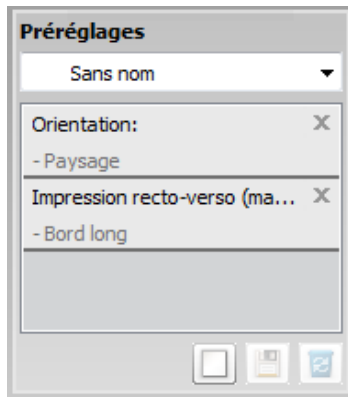 Préréglages
Sans nom
Orientation:
- Paysage
Impression recto-verso (ma...
- Bord long